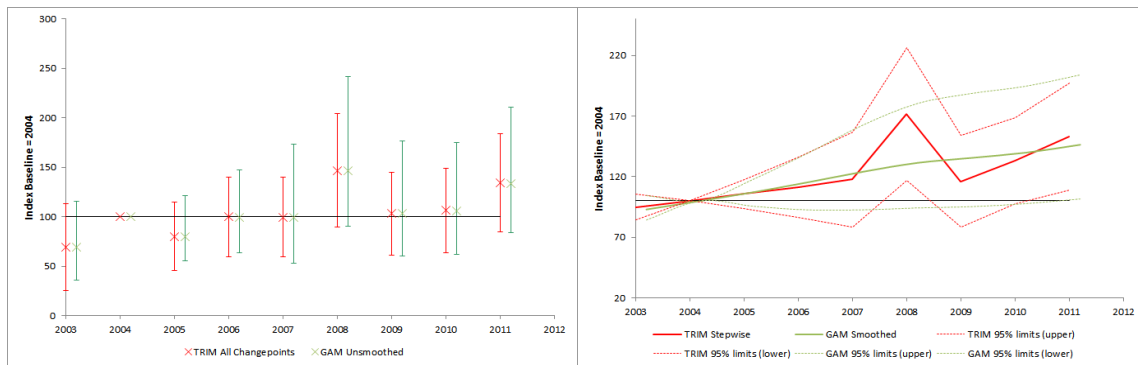 300
250
200
150
100
50
0
Index Baseline =2004
2003 2004 2005 2006 2007 2008 2009 2010 2011 2012
TRIM All Changepoints GAM Unsmoothed
220
170
120
70
20
Index Baseline =2004
2003 2004 2005 2006 2007 2008 2009 2010 2011 2012
TRIM Stepwise GAM Smoothed TRIM 95% limits (upper)
TRIM 95% limits (lower) GAM 95% limits (upper) GAM 95% limits (lower)